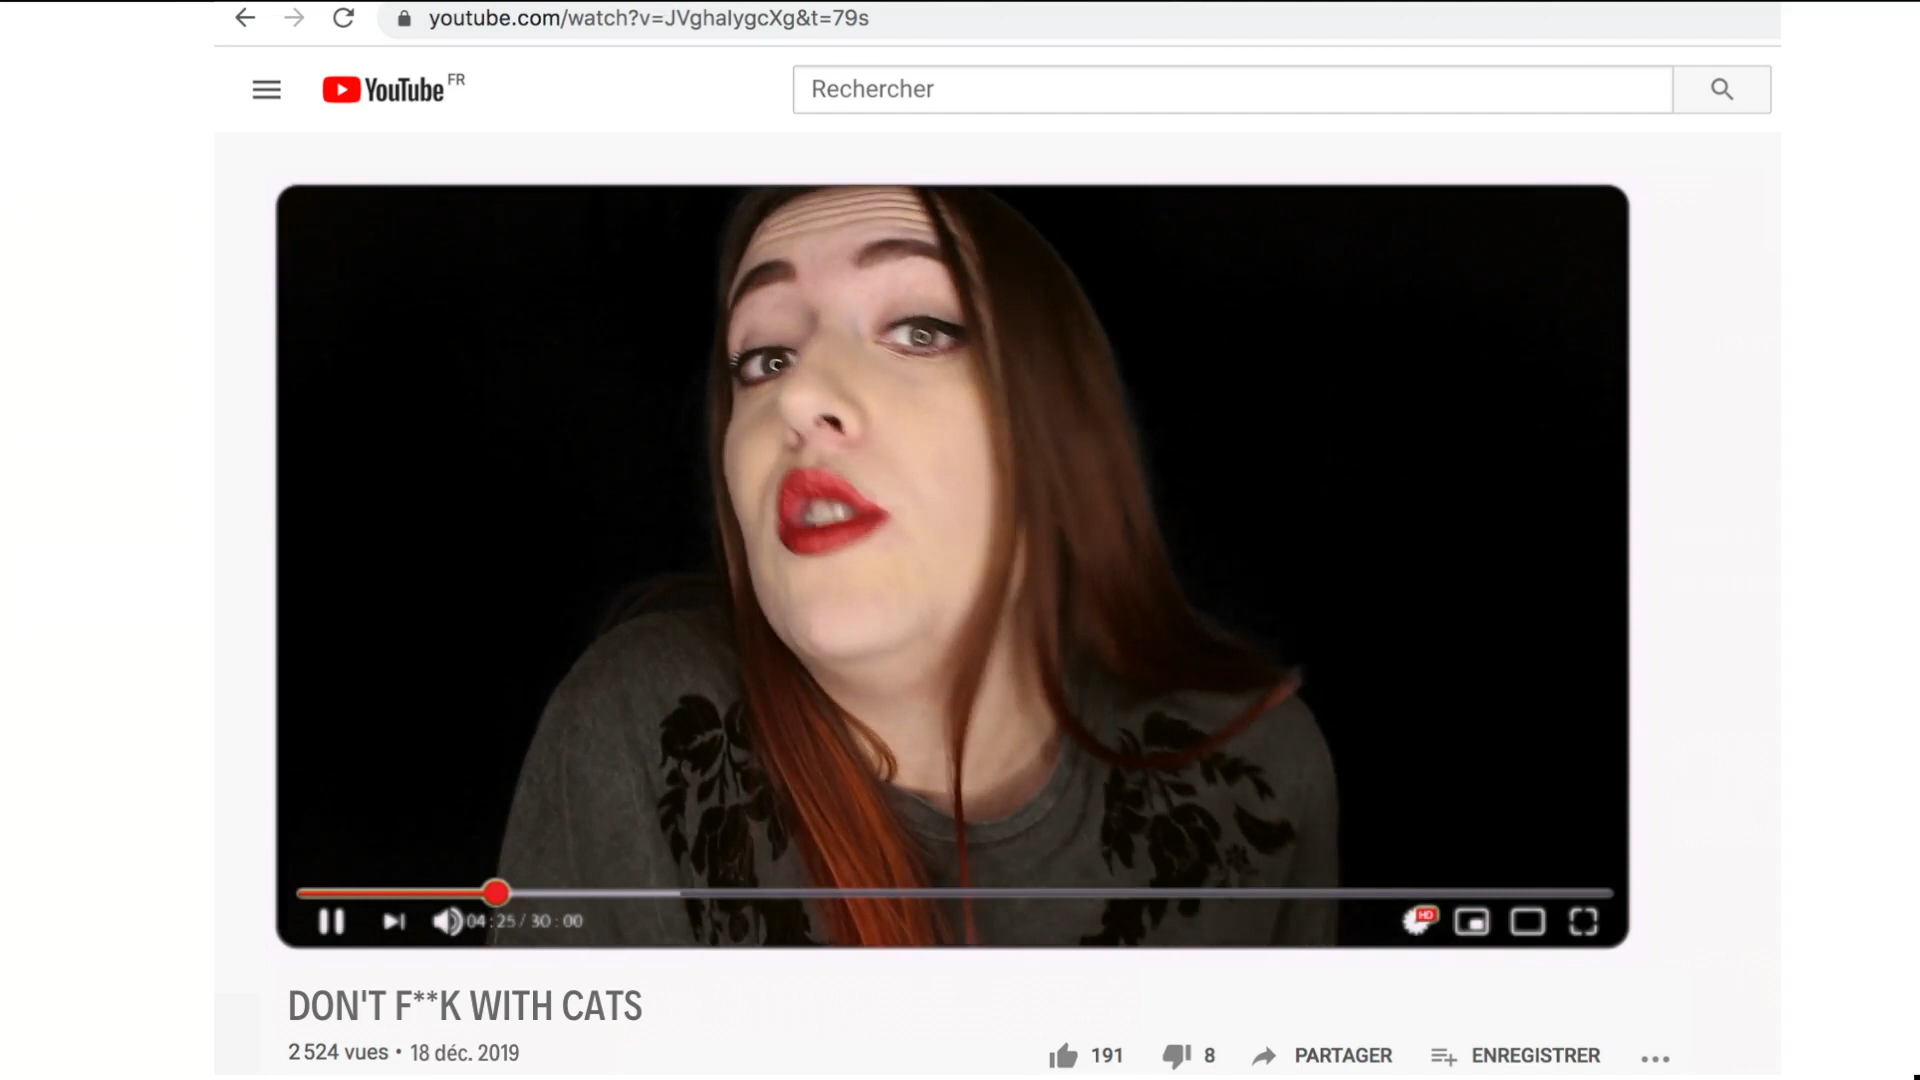 youtube.com/watch?v=JVghaIygcXg&t=79s
YouTube FR
Rechercher
04:25 / 30:00
HD
DON'T F**K WITH CATS
2 524 vues • 18 déc. 2019
191 8 PARTAGER ENREGISTRER